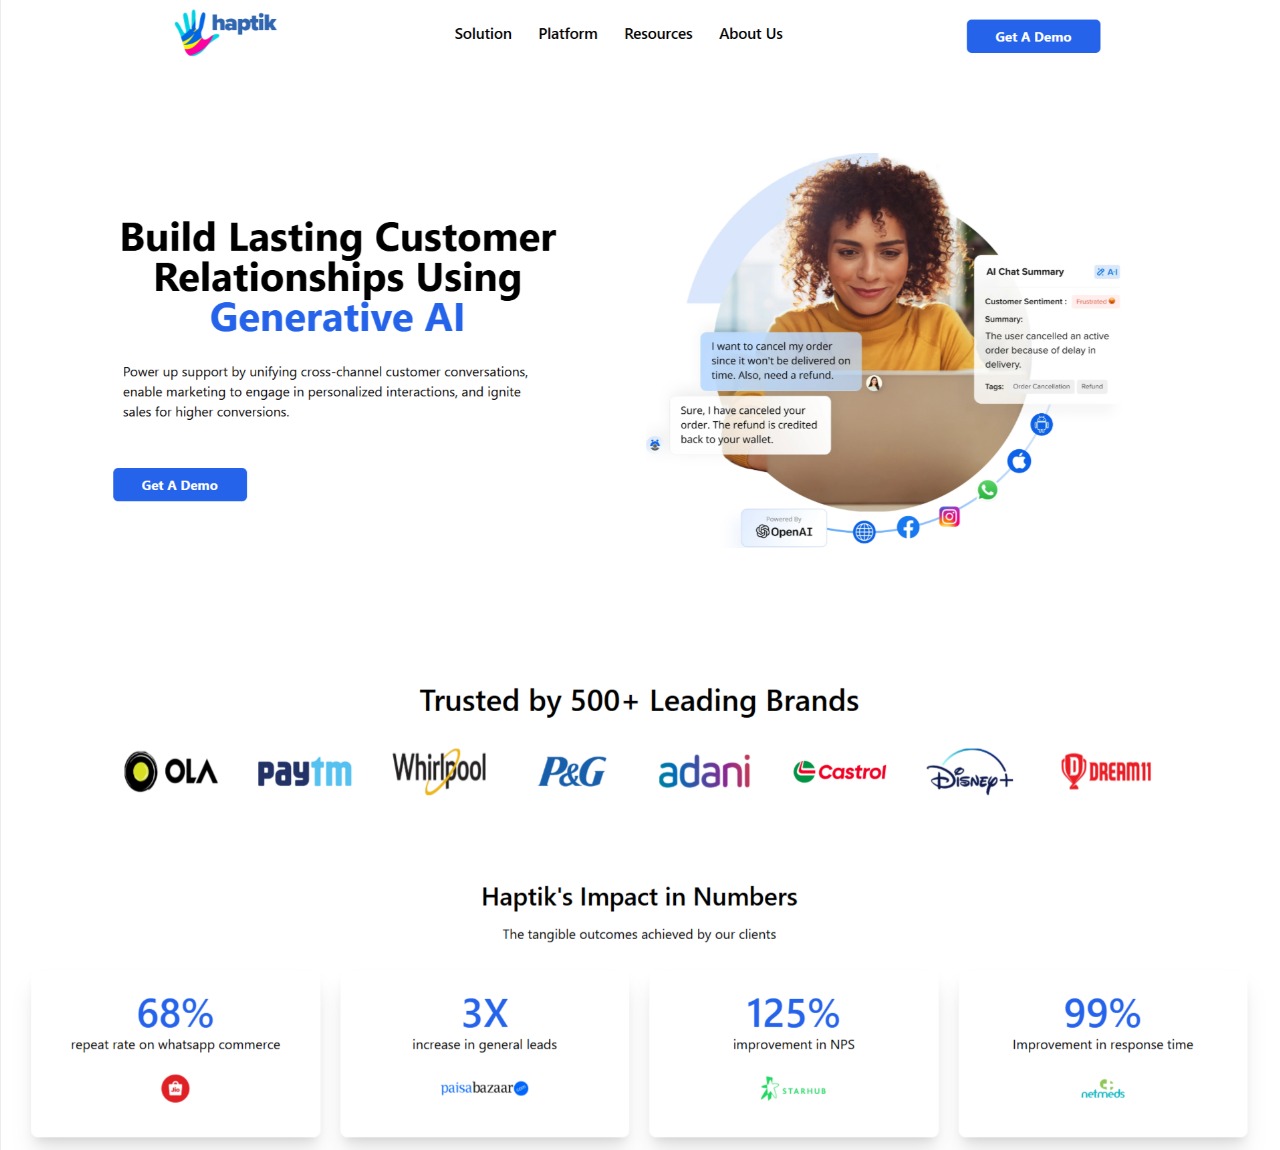 haptik
Solution
Platform
Resources
About Us
Get A Demo
Build Lasting Customer
Relationships Using
Generative AI
Power up support by unifying cross-channel customer conversations,
enable marketing to engage in personalized interactions, and ignite
sales for higher conversions.
Get A Demo
AI Chat Summary
A-I
Customer Sentiment :
Frustrated
Summary:
The user cancelled an active
order because of delay in
delivery.
Tags:
Order Cancellation
Refund
I want to cancel my order
since it won't be delivered on
time. Also, need a refund.
Sure, I have canceled your
order. The refund is credited
back to your wallet.
Powered By
OpenAI
Trusted by 500+ Leading Brands
OLA
paytm
Whirlpool
P&G
adani
Castrol
Disney+
DREAM11
Haptik's Impact in Numbers
The tangible outcomes achieved by our clients
68%
repeat rate on whatsapp commerce
Jio
3X
increase in general leads
paisabazaar
125%
improvement in NPS
STARHUB
99%
Improvement in response time
netmeds